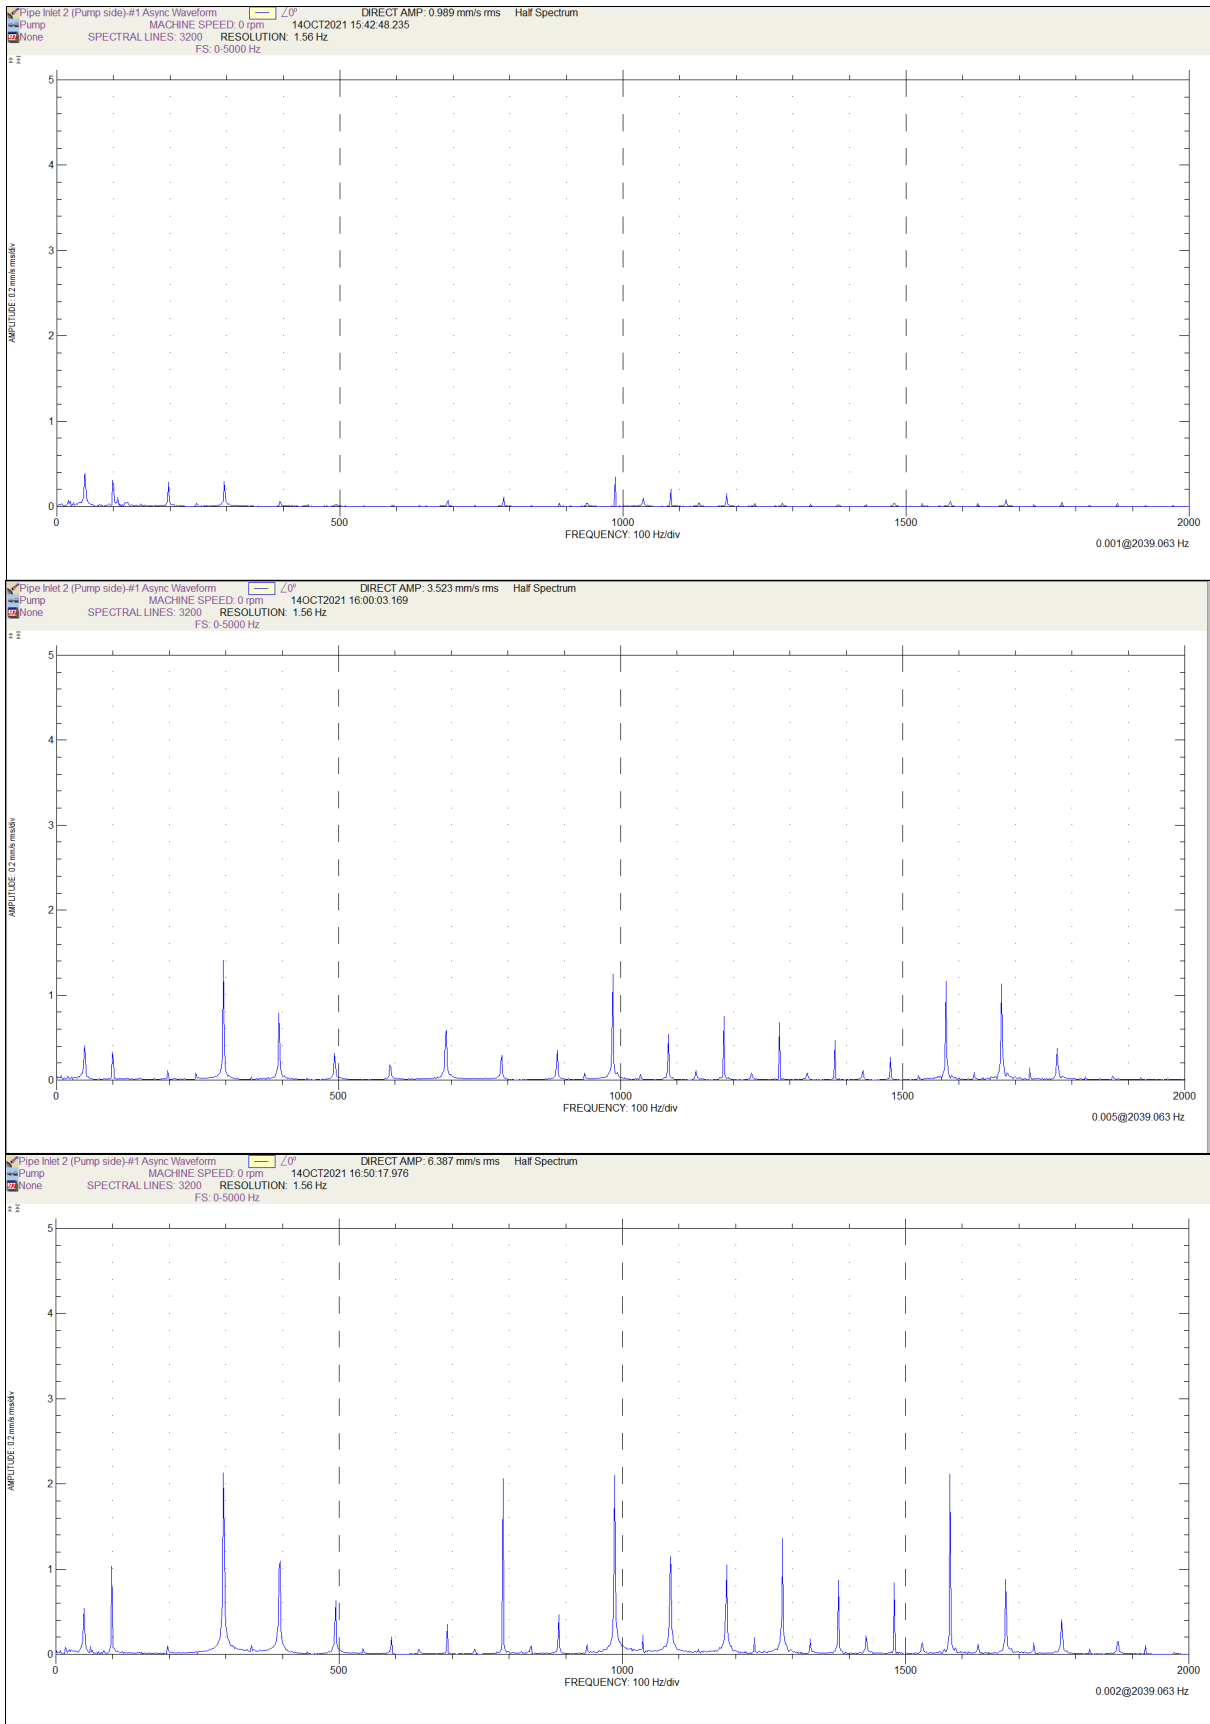 Pipe Inlet 2 (Pump side)-#1 Async Waveform ∠0° DIRECT AMP: 0.989 mm/s rms Half Spectrum
Pump MACHINE SPEED: 0 rpm 14OCT2021 15:42:48.235
None SPECTRAL LINES: 3200 RESOLUTION: 1.56 Hz
FS: 0-5000 Hz
5
4
3
2
1
0
AMPLITUDE: 0.2 mm/s rms/div
0 500 1000 1500 2000
FREQUENCY: 100 Hz/div
0.001@2039.063 Hz
Pipe Inlet 2 (Pump side)-#1 Async Waveform ∠0° DIRECT AMP: 3.523 mm/s rms Half Spectrum
Pump MACHINE SPEED: 0 rpm 14OCT2021 16:00:03.169
None SPECTRAL LINES: 3200 RESOLUTION: 1.56 Hz
FS: 0-5000 Hz
5
4
3
2
1
0
AMPLITUDE: 0.2 mm/s rms/div
0 500 1000 1500 2000
FREQUENCY: 100 Hz/div
0.005@2039.063 Hz
Pipe Inlet 2 (Pump side)-#1 Async Waveform ∠0° DIRECT AMP: 6.387 mm/s rms Half Spectrum
Pump MACHINE SPEED: 0 rpm 14OCT2021 16:50:17.976
None SPECTRAL LINES: 3200 RESOLUTION: 1.56 Hz
FS: 0-5000 Hz
5
4
3
2
1
0
AMPLITUDE: 0.2 mm/s rms/div
0 500 1000 1500 2000
FREQUENCY: 100 Hz/div
0.002@2039.063 Hz